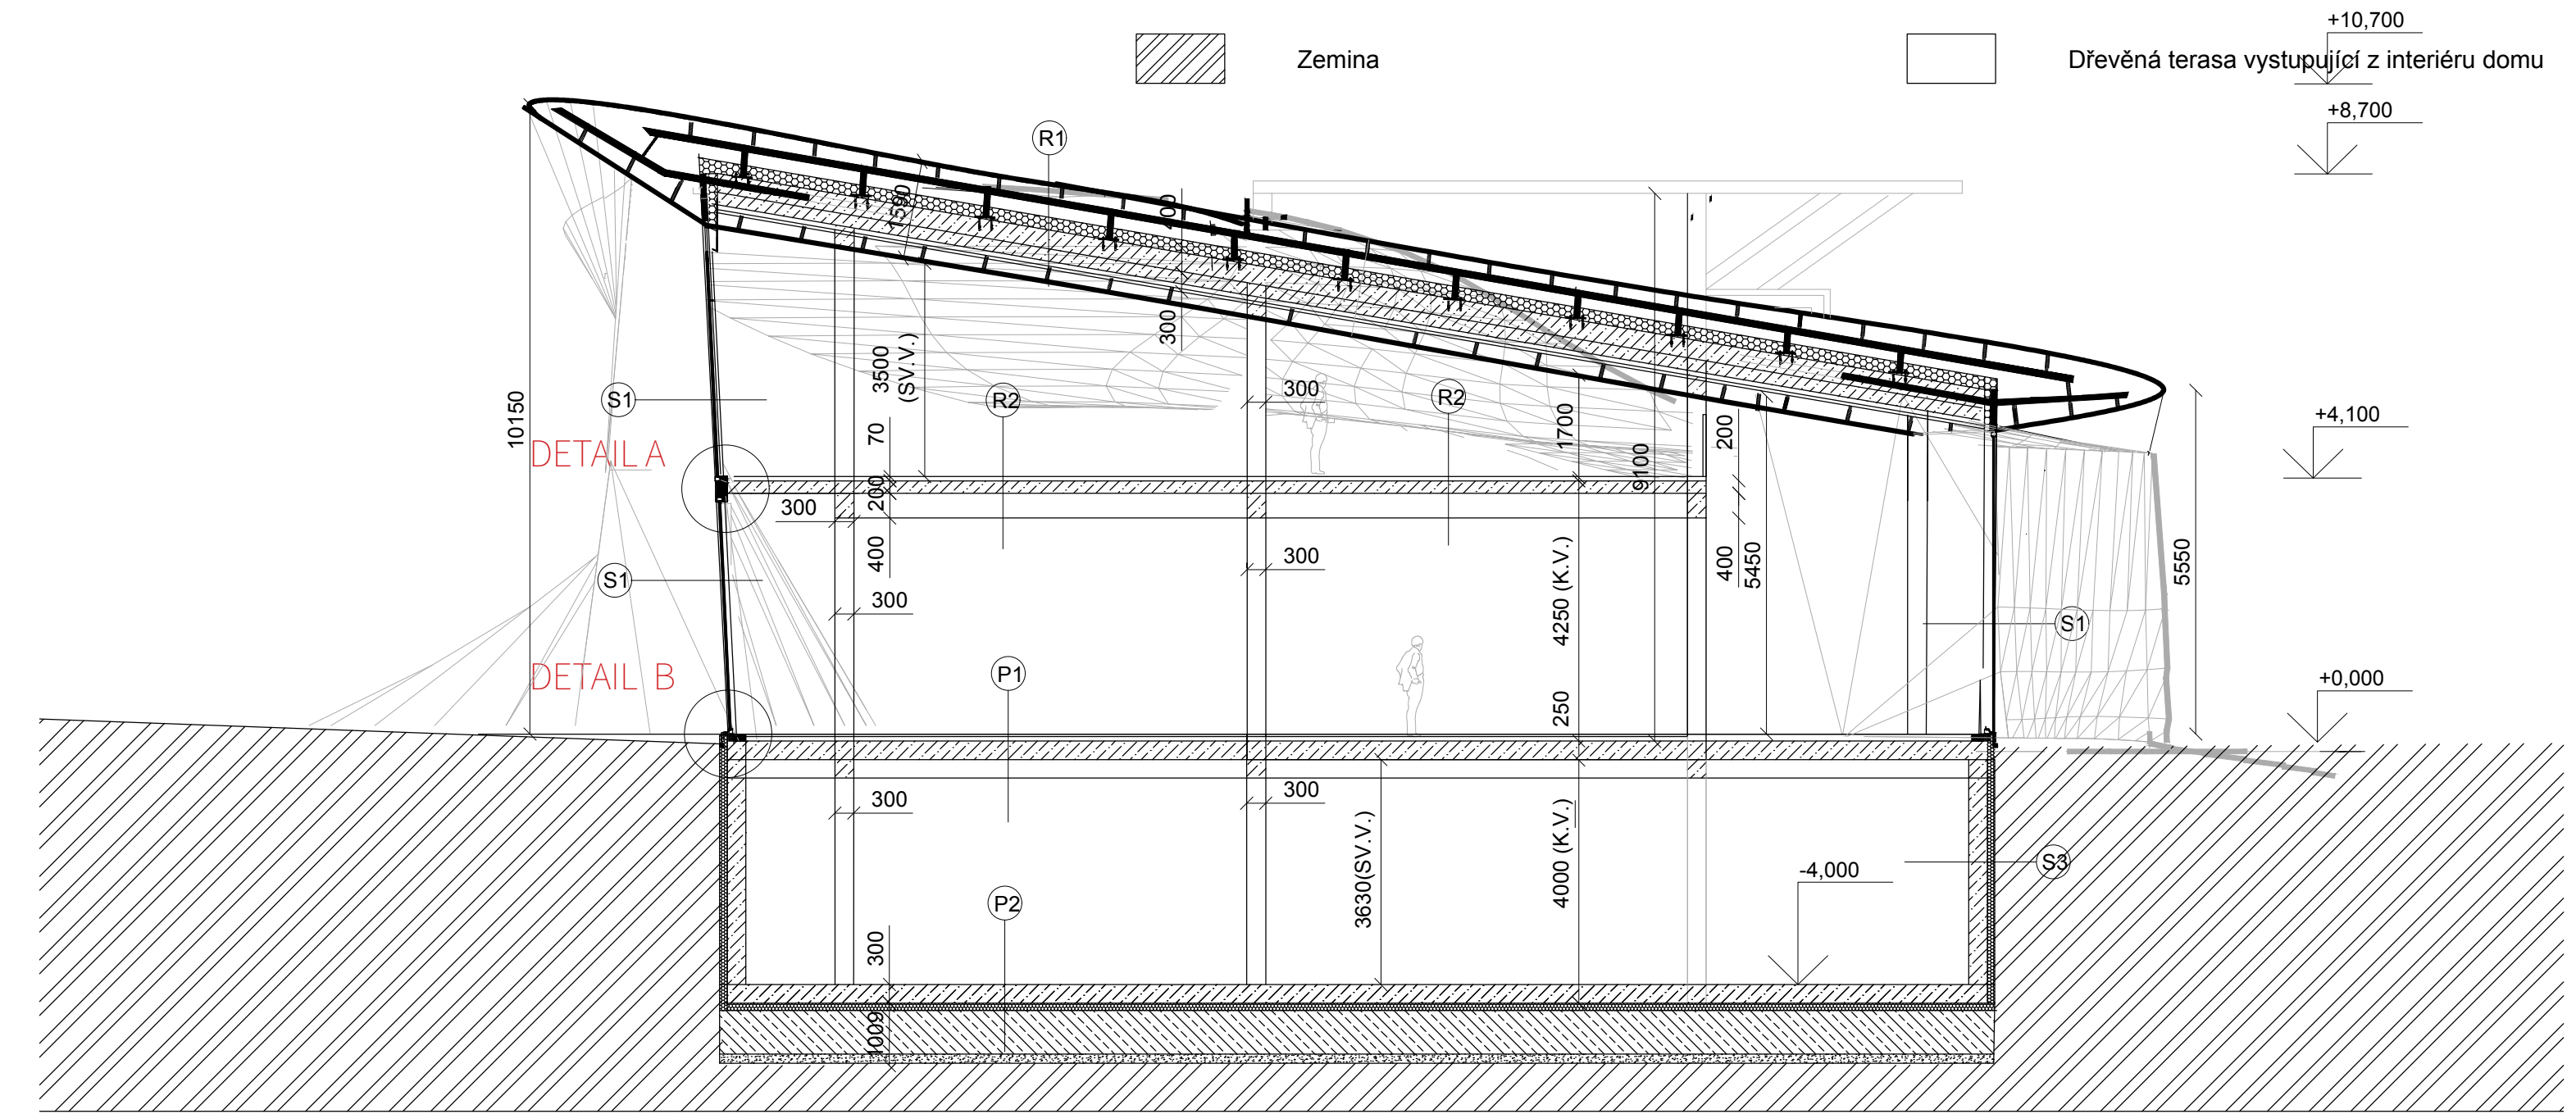 +10,700
Zemina
Dřevěná terasa vystupující z interiéru domu
+8,700
R1
1590
400
300
3500
(SV.V.)
S1
R2
300
R2
10150
70
1700
200
+4,100
DETAIL A
9100
200
300
400
300
400
5450
5550
S1
4250 (K.V.)
300
S1
DETAIL B
P1
250
+0,000
300
300
3630(SV.V.)
4000 (K.V.)
-4,000
S3
P2
300
1009